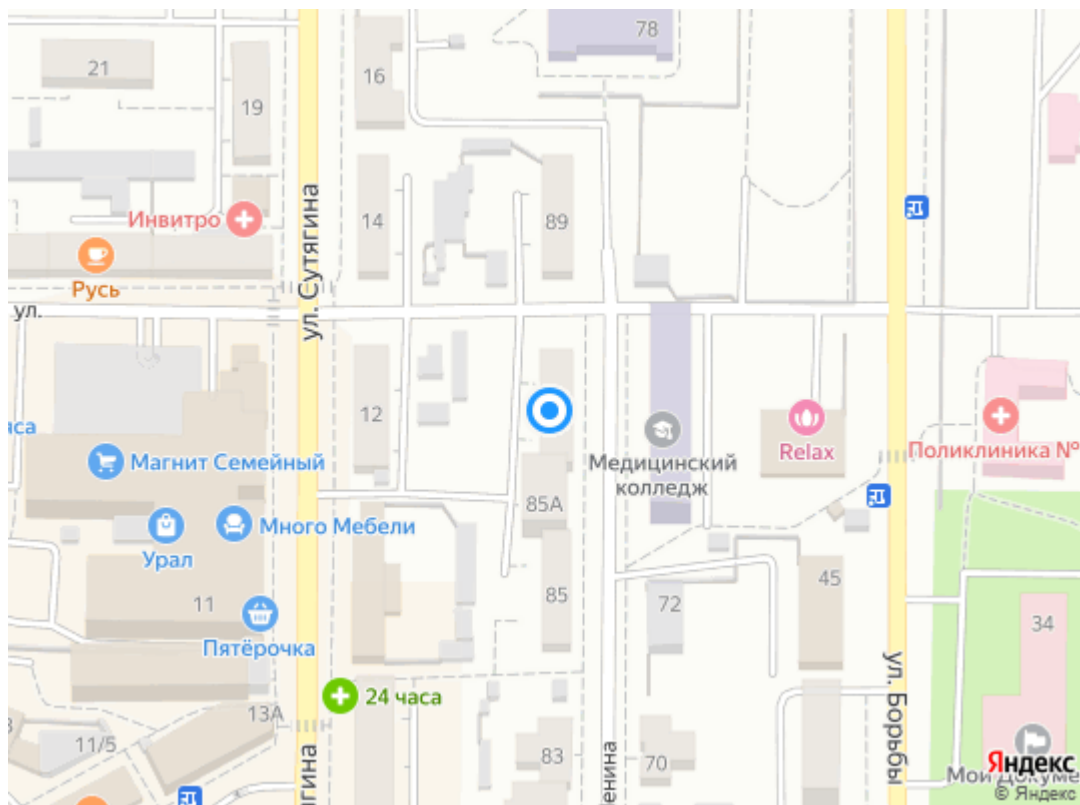 78
21
16
19
ул. Сутягина
14
89
Инвитро
Русь
ул.
12
Relax
Медицинский
колледж
Поликлиника №
Магнит Семейный
85А
Много Мебели
Урал
11
85
45
72
34
Пятёрочка
24 часа
13А
ул. Борьбы
11/5
83
70
Яндекс
© Яндекс